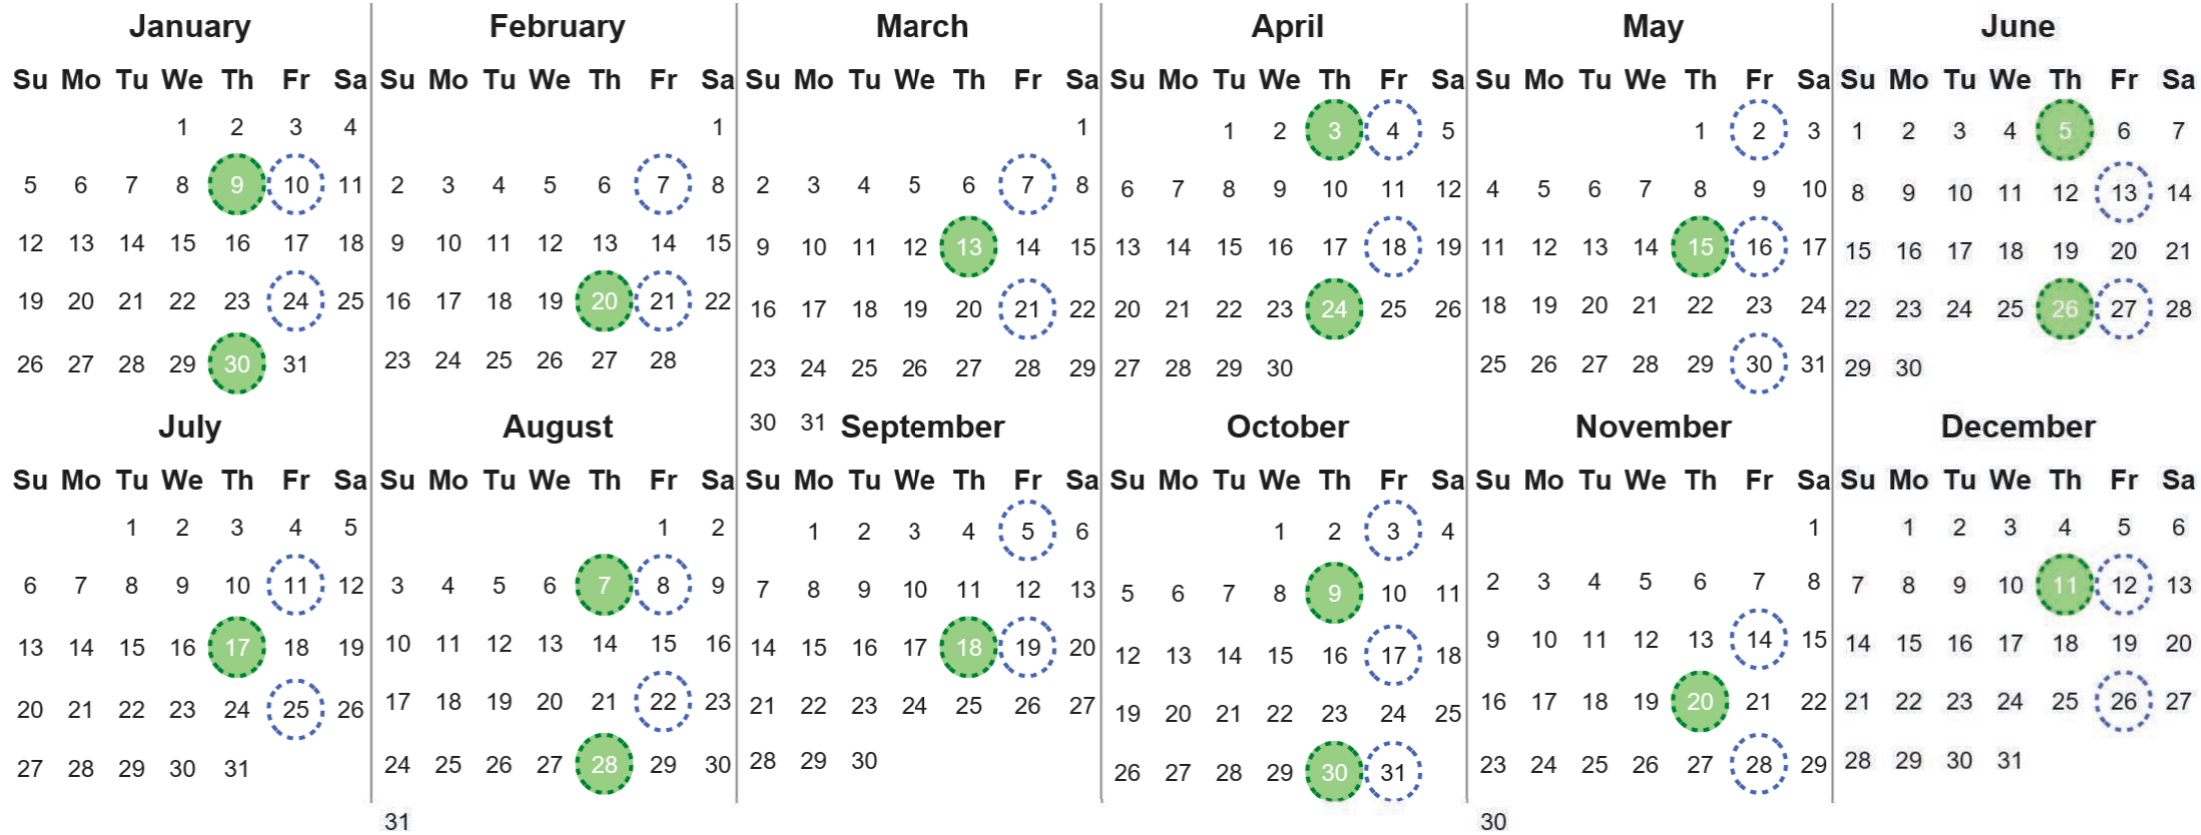 January February March April May June
Su Mo Tu We Th Fr Sa Su Mo Tu We Th Fr Sa Su Mo Tu We Th Fr Sa Su Mo Tu We Th Fr Sa Su Mo Tu We Th Fr Sa Su Mo Tu We Th Fr Sa
1 2 3 4 1 1 1 2 3 4 5 1 2 3 1 2 3 4 5 6 7
5 6 7 8 9 10 11 2 3 4 5 6 7 8 2 3 4 5 6 7 8 6 7 8 9 10 11 12 4 5 6 7 8 9 10 8 9 10 11 12 13 14
12 13 14 15 16 17 18 9 10 11 12 13 14 15 9 10 11 12 13 14 15 13 14 15 16 17 18 19 11 12 13 14 15 16 17 15 16 17 18 19 20 21
19 20 21 22 23 24 25 16 17 18 19 20 21 22 16 17 18 19 20 21 22 20 21 22 23 24 25 26 18 19 20 21 22 23 24 22 23 24 25 26 27 28
26 27 28 29 30 31 23 24 25 26 27 28 23 24 25 26 27 28 29 27 28 29 30 25 26 27 28 29 30 31 29 30
30 31
July August September October November December
Su Mo Tu We Th Fr Sa Su Mo Tu We Th Fr Sa Su Mo Tu We Th Fr Sa Su Mo Tu We Th Fr Sa Su Mo Tu We Th Fr Sa Su Mo Tu We Th Fr Sa
1 2 3 4 5 1 2 1 2 3 4 5 6 1 2 3 4 1 1 2 3 4 5 6
6 7 8 9 10 11 12 3 4 5 6 7 8 9 7 8 9 10 11 12 13 5 6 7 8 9 10 11 2 3 4 5 6 7 8 7 8 9 10 11 12 13
13 14 15 16 17 18 19 10 11 12 13 14 15 16 14 15 16 17 18 19 20 12 13 14 15 16 17 18 9 10 11 12 13 14 15 14 15 16 17 18 19 20
20 21 22 23 24 25 26 17 18 19 20 21 22 23 21 22 23 24 25 26 27 19 20 21 22 23 24 25 16 17 18 19 20 21 22 21 22 23 24 25 26 27
27 28 29 30 31 24 25 26 27 28 29 30 28 29 30 26 27 28 29 30 31 23 24 25 26 27 28 29 28 29 30 31
31 30